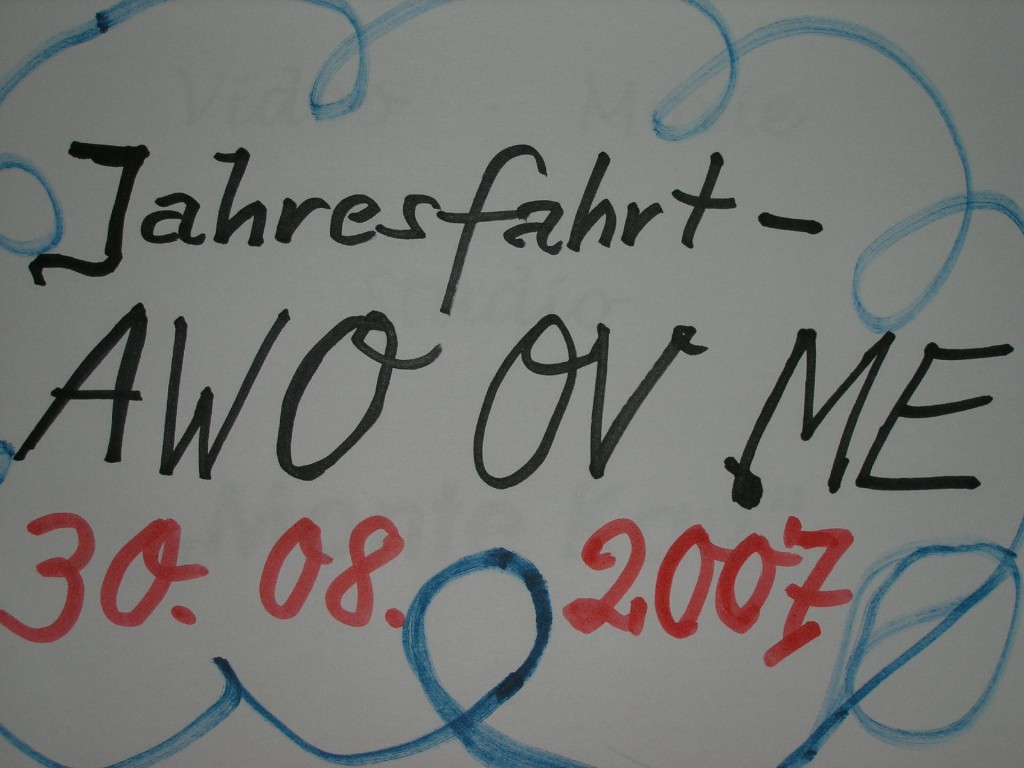 Jahresfahrt -
AWO OV ME
30. 08. 2007